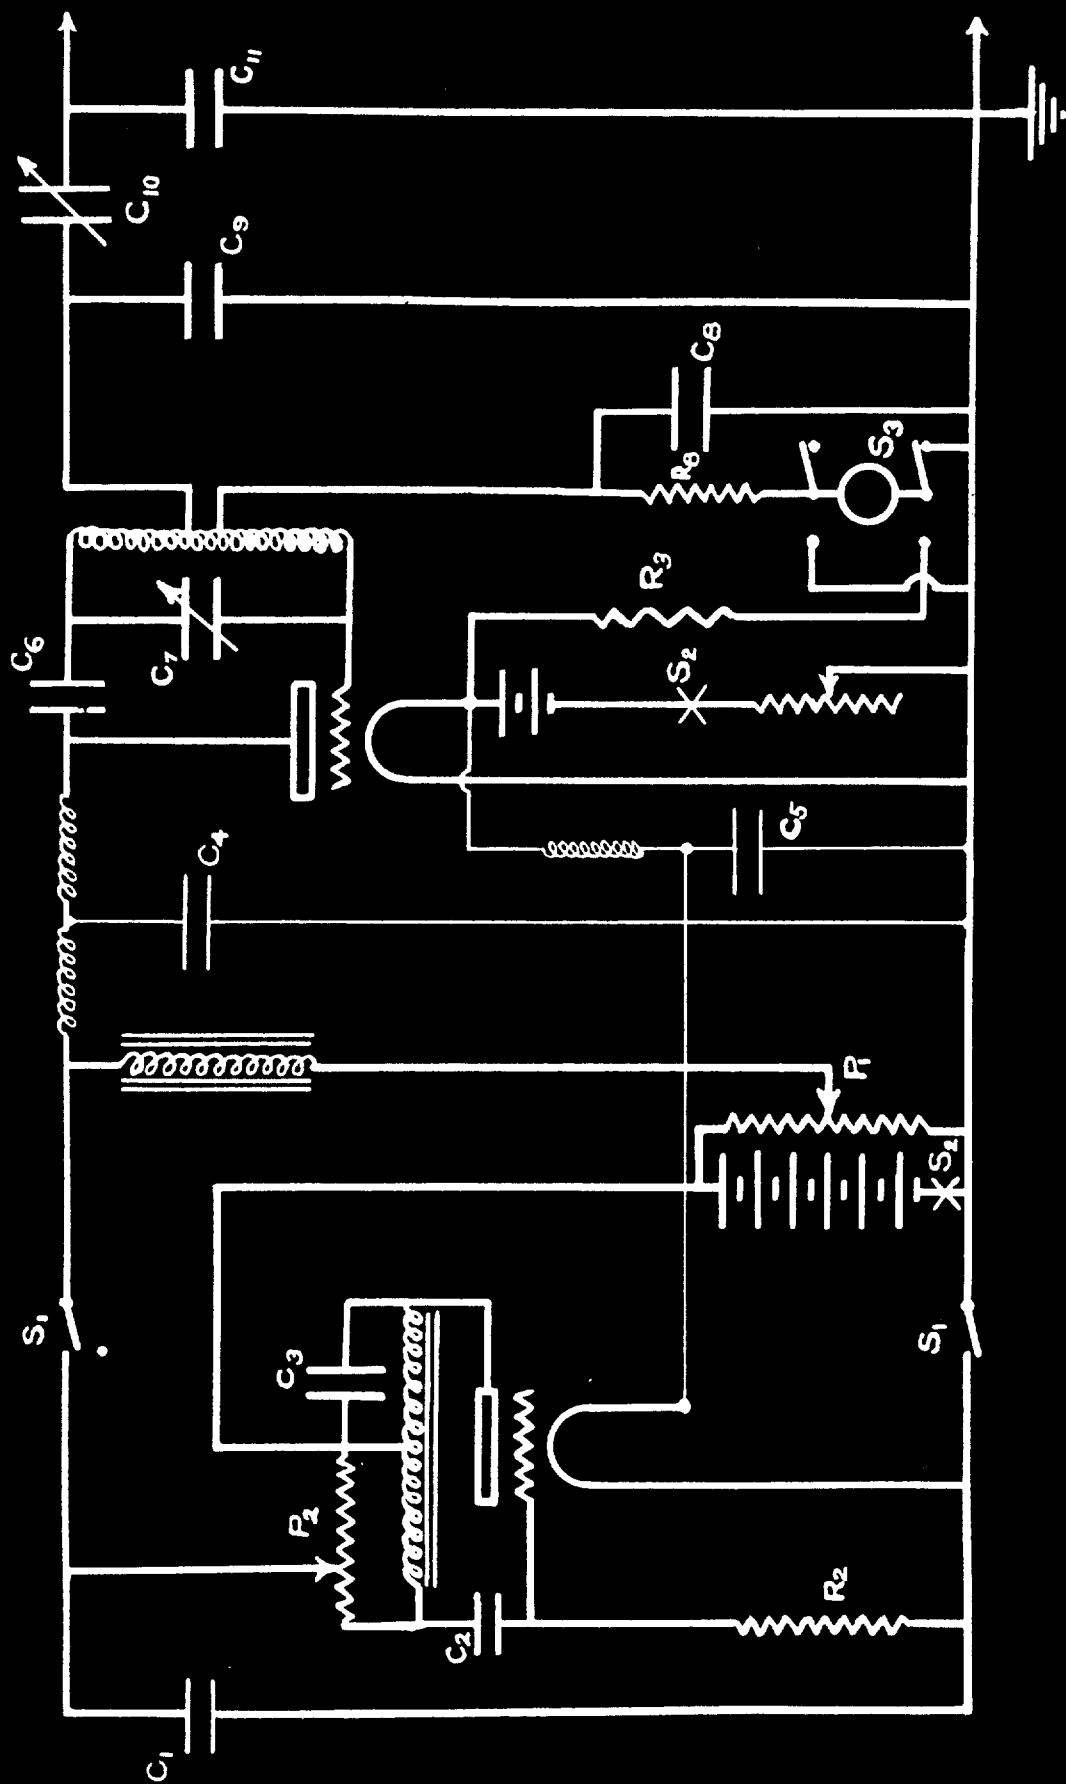 C₁₁
C₁₀
C₉
C₈
R₈
S₃
C₆
C₇
R₃
S₂
C₅
C₄
P₁
S₂
S₁
S₁
C₃
P₂
R₂
C₂
C₁